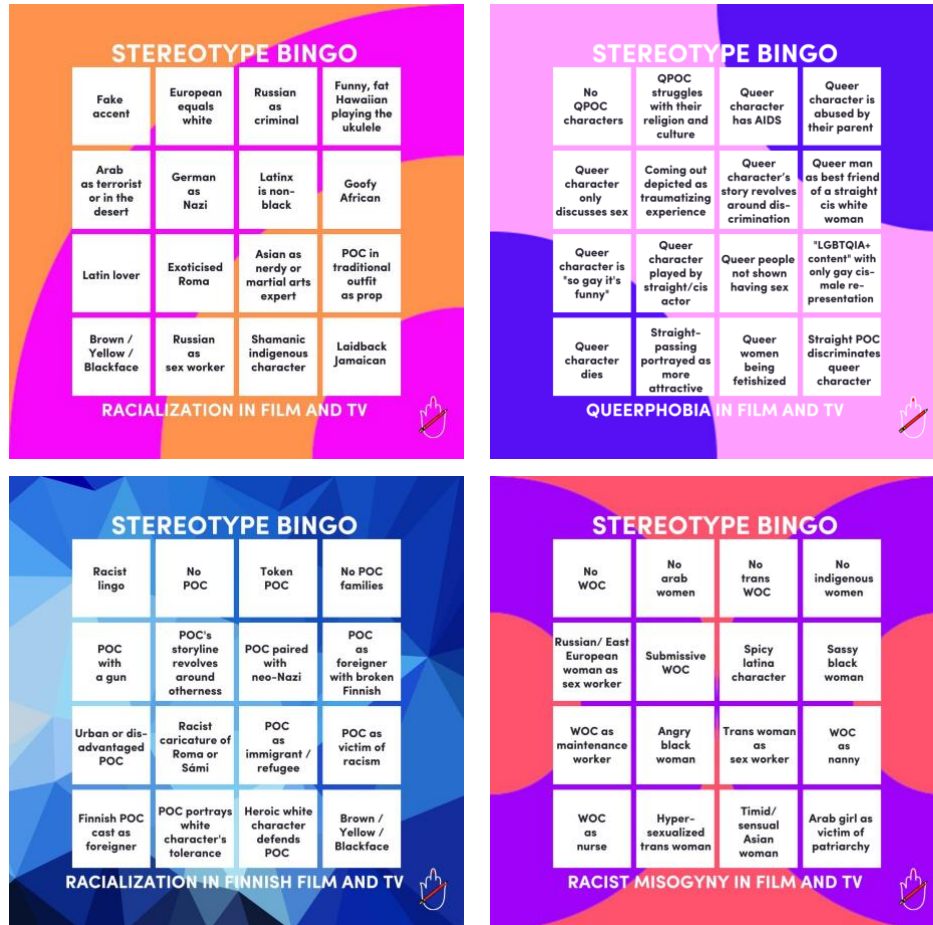 STEREOTYPE BINGO
Fake
accent
European
equals
white
Russian
as
criminal
Funny, fat
Hawaiian
playing the
ukulele
Arab
as terrorist
or in the
desert
German
as
Nazi
Latinx
is non-
black
Goofy
African
Latin lover
Exoticised
Roma
Asian as
nerdy or
martial arts
expert
POC in
traditional
outfit
as prop
Brown /
Yellow /
Blackface
Russian
as
sex worker
Shamanic
indigenous
character
Laidback
Jamaican
RACIALIZATION IN FILM AND TV
STEREOTYPE BINGO
No
QPOC
characters
QPOC
struggles
with their
religion and
culture
Queer
character
has AIDS
Queer
character is
abused by
their parent
Queer
character
only
discusses sex
Coming out
depicted as
traumatizing
experience
Queer
character's
story revolves
around dis-
crimination
Queer man
as best friend
of a straight
cis white
woman
Queer
character is
"so gay it's
funny"
Queer
character
played by
straight/cis
actor
Queer people
not shown
having sex
"LGBTQIA+
content" with
only gay cis-
male re-
presentation
Queer
character
dies
Straight-
passing
portrayed as
more
attractive
Queer
women
being
fetishized
Straight POC
discriminates
queer
character
QUEERPHOBIA IN FILM AND TV
STEREOTYPE BINGO
Racist
lingo
No
POC
Token
POC
No POC
families
POC
with
a gun
POC's
storyline
revolves
around
otherness
POC paired
with
neo-Nazi
POC
as
foreigner
with broken
Finnish
Urban or dis-
advantaged
POC
Racist
caricature of
Roma or
Sámi
POC
as
immigrant /
refugee
POC as
victim of
racism
Finnish POC
cast as
foreigner
POC portrays
white
character's
tolerance
Heroic white
character
defends
POC
Brown /
Yellow /
Blackface
RACIALIZATION IN FINNISH FILM AND TV
STEREOTYPE BINGO
No
WOC
No
arab
women
No
trans
WOC
No
indigenous
women
Russian/ East
European
woman as
sex worker
Submissive
WOC
Spicy
latina
character
Sassy
black
woman
WOC as
maintenance
worker
Angry
black
woman
Trans woman
as
sex worker
WOC
as
nanny
WOC
as
nurse
Hyper-
sexualized
trans woman
Timid/
sensual
Asian
woman
Arab girl as
victim of
patriarchy
RACIST MISOGYNY IN FILM AND TV